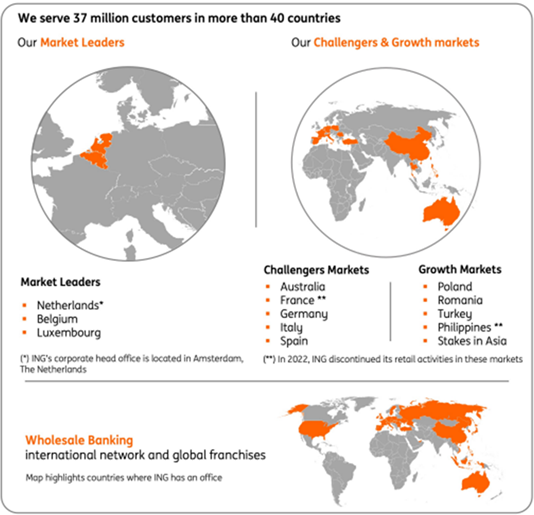 We serve 37 million customers in more than 40 countries
Our Market Leaders
Our Challengers & Growth markets
Market Leaders
Netherlands*
Belgium
Luxembourg
(*) ING's corporate head office is located in Amsterdam,
The Netherlands
Challengers Markets
Australia
France **
Germany
Italy
Spain
Growth Markets
Poland
Romania
Turkey
Philippines **
Stakes in Asia
(**) In 2022, ING discontinued its retail activities in these markets
Wholesale Banking
international network and global franchises
Map highlights countries where ING has an office